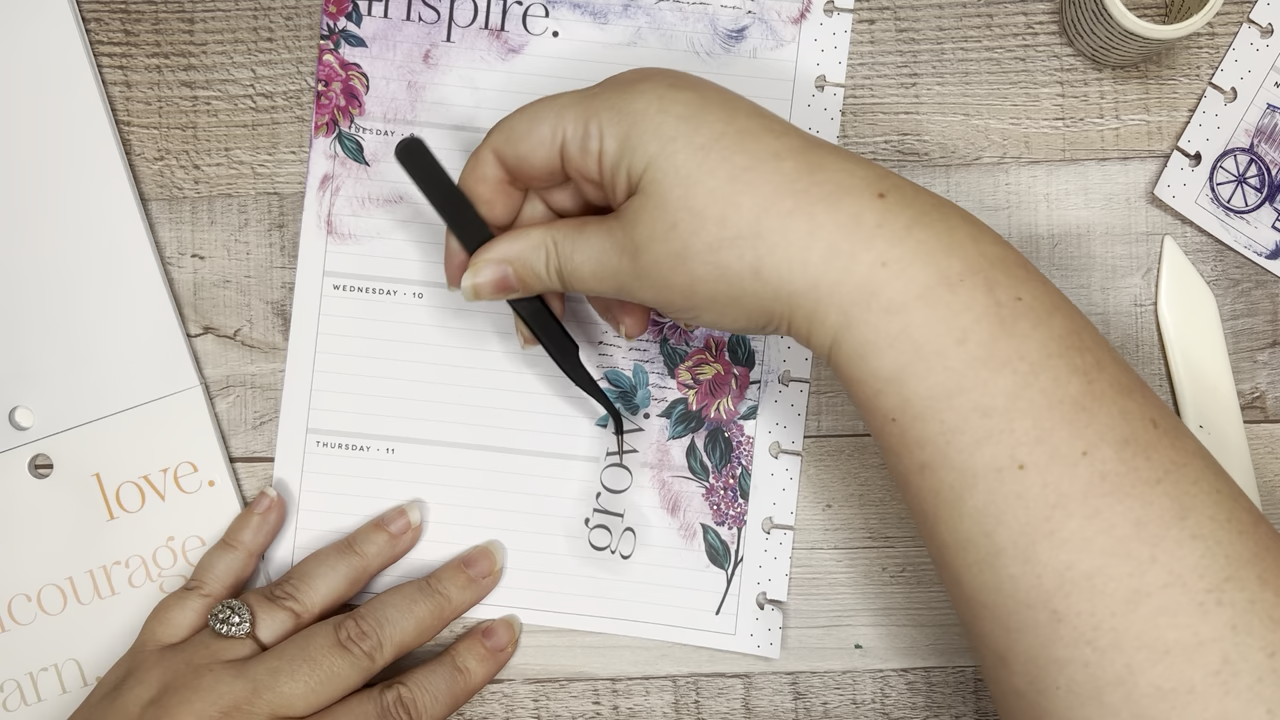 inspire.
TUESDAY · 9
WEDNESDAY · 10
THURSDAY · 11
grow.
love.
ncourage
arn.